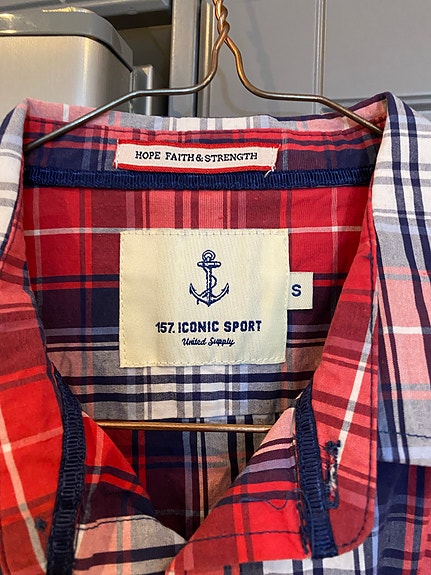 HOPE FAITH & STRENGTH
157. ICONIC SPORT
United Supply
S